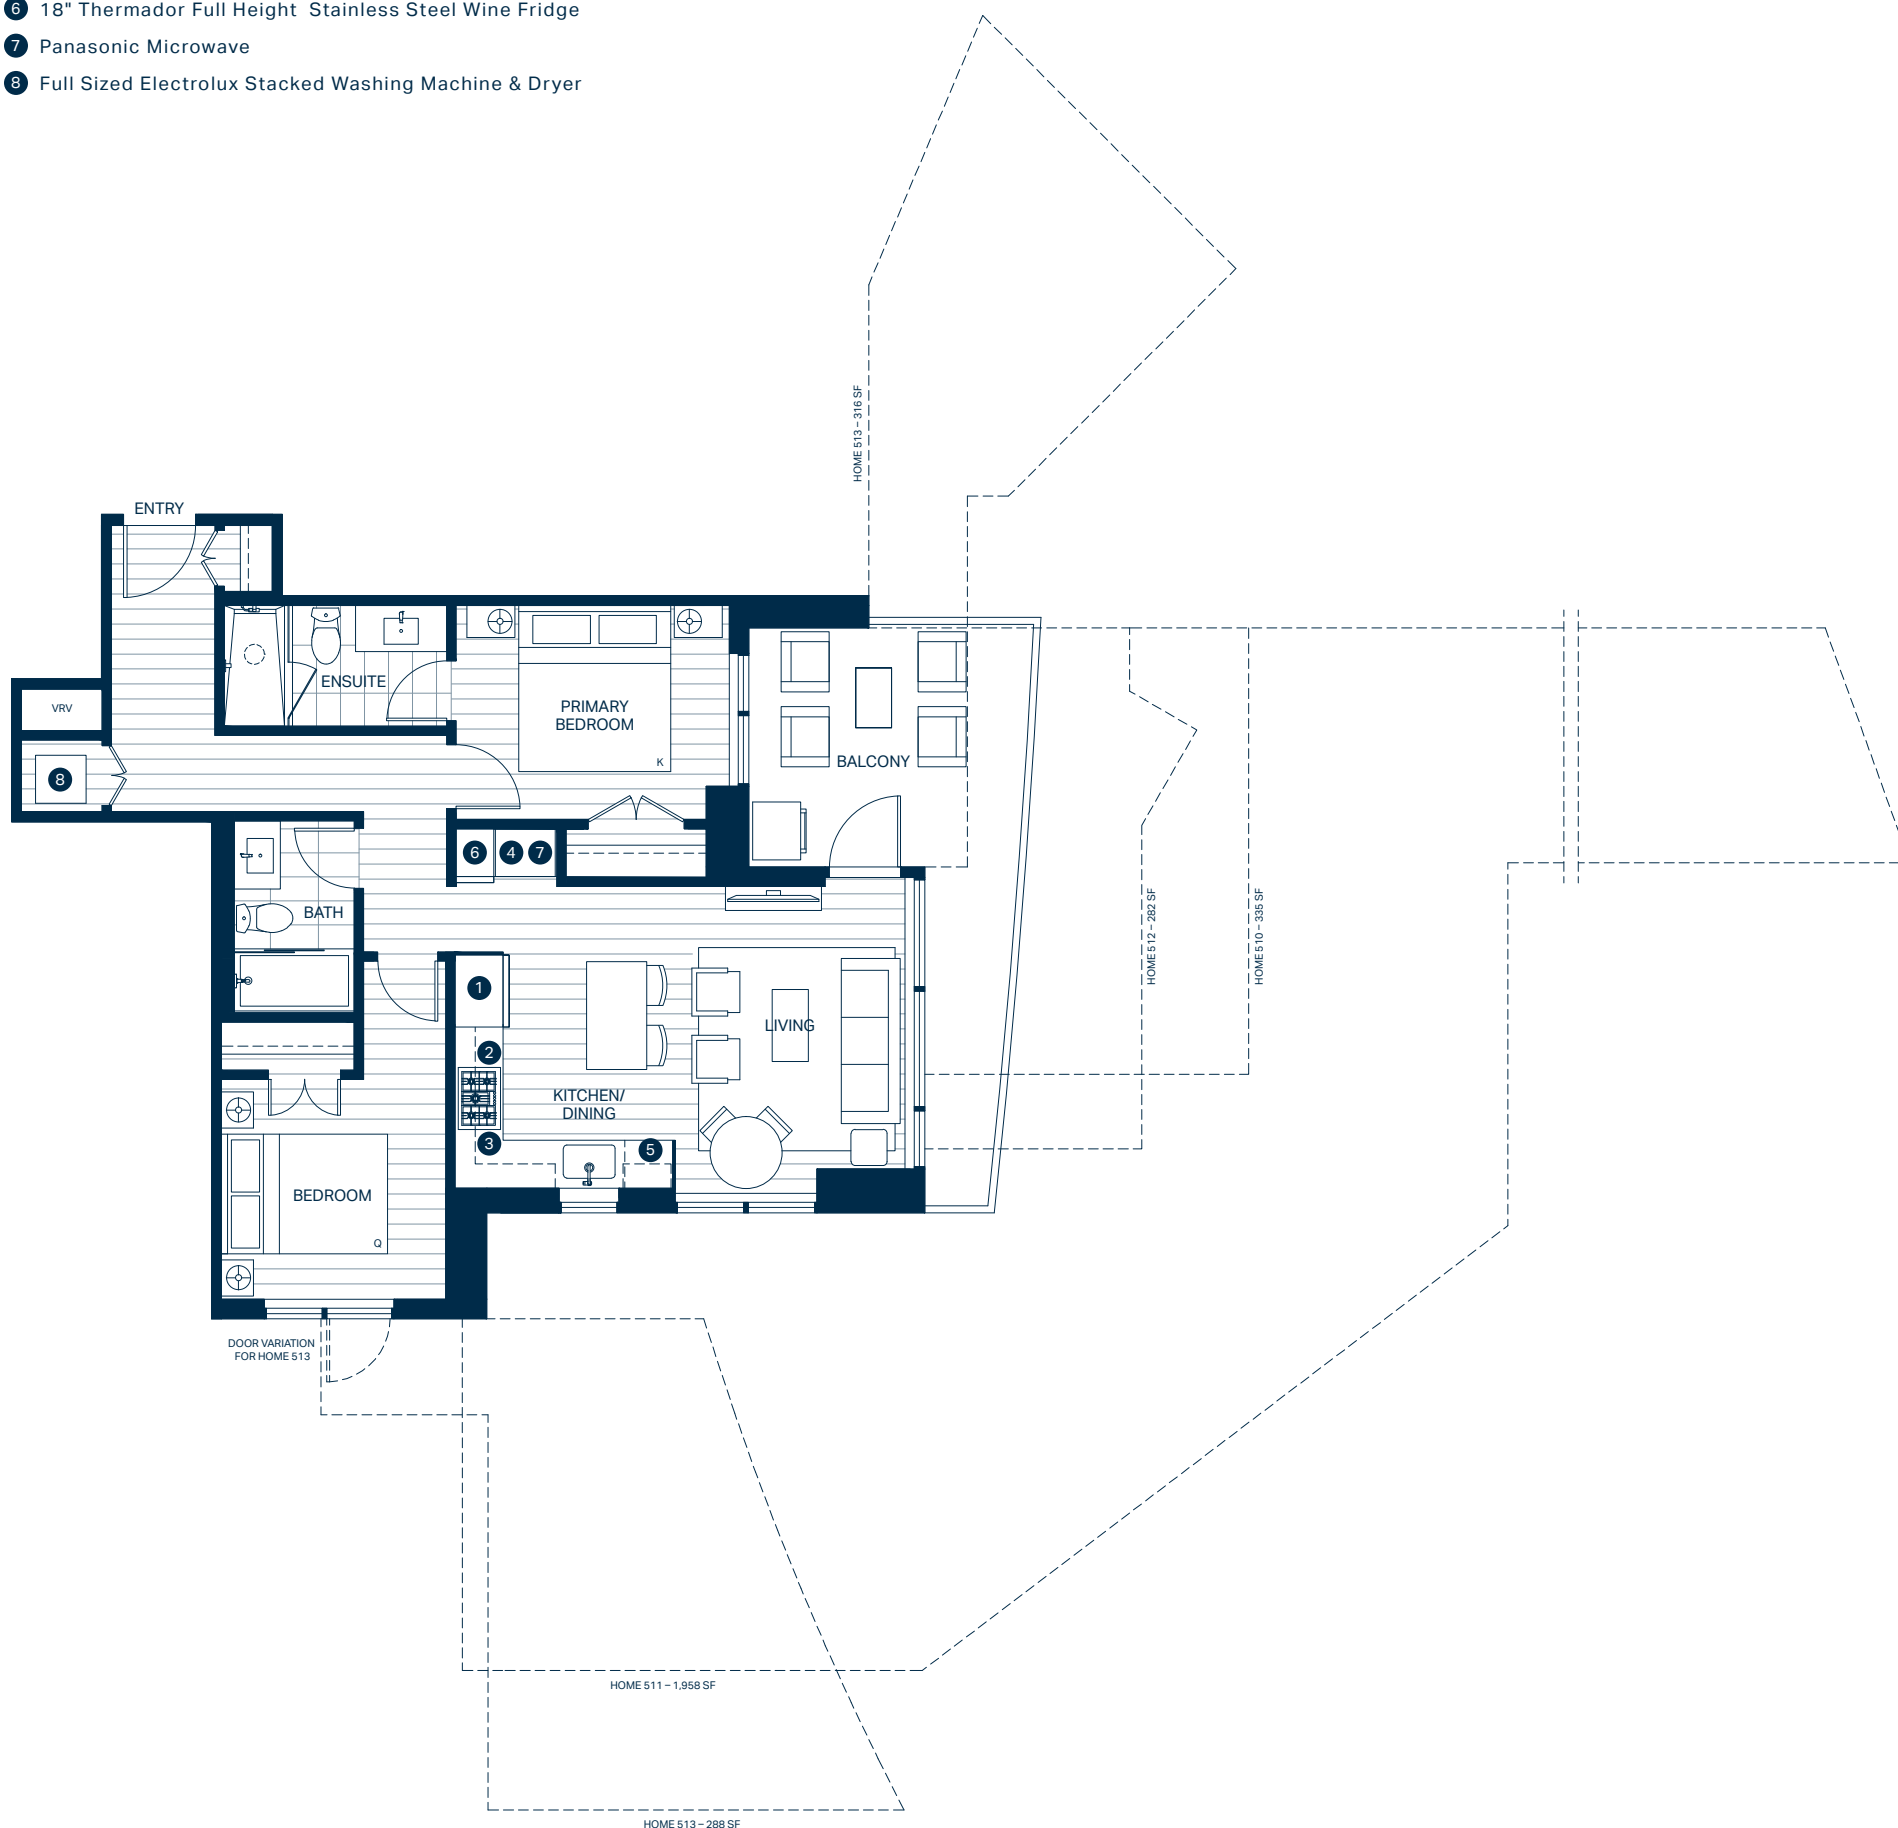 6 18" Thermador Full Height Stainless Steel Wine Fridge
7 Panasonic Microwave
8 Full Sized Electrolux Stacked Washing Machine & Dryer
HOME 513 – 316 SF
ENTRY
ENSUITE
VRV
PRIMARY
BEDROOM
K
BALCONY
8
6 4 7
BATH
HOME 512 – 282 SF
HOME 510 – 335 SF
1
LIVING
2
KITCHEN/
DINING
3
5
BEDROOM
Q
DOOR VARIATION
FOR HOME 513
HOME 511 – 1,958 SF
HOME 513 – 288 SF